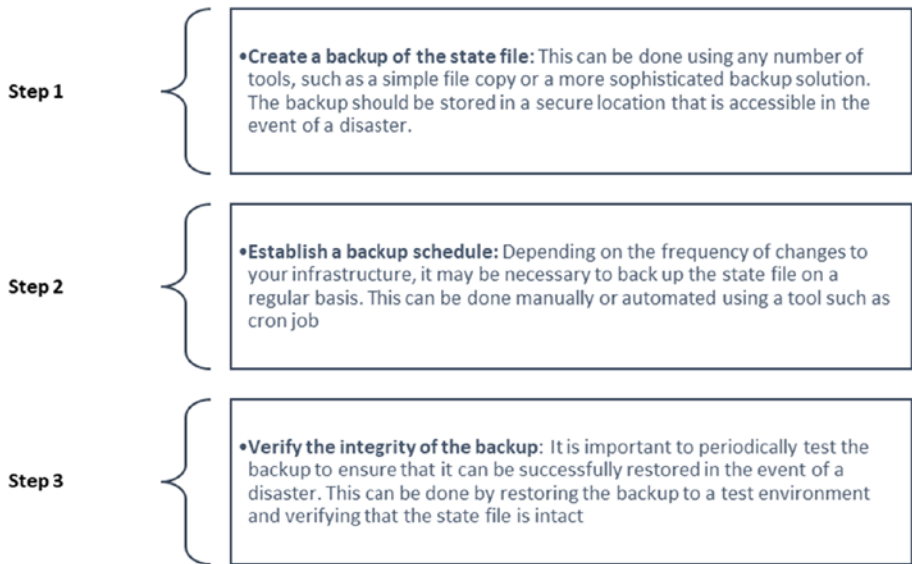 Step 1
•Create a backup of the state file: This can be done using any number of
tools, such as a simple file copy or a more sophisticated backup solution.
The backup should be stored in a secure location that is accessible in the
event of a disaster.
Step 2
•Establish a backup schedule: Depending on the frequency of changes to
your infrastructure, it may be necessary to back up the state file on a
regular basis. This can be done manually or automated using a tool such as
cron job
Step 3
•Verify the integrity of the backup: It is important to periodically test the
backup to ensure that it can be successfully restored in the event of a
disaster. This can be done by restoring the backup to a test environment
and verifying that the state file is intact